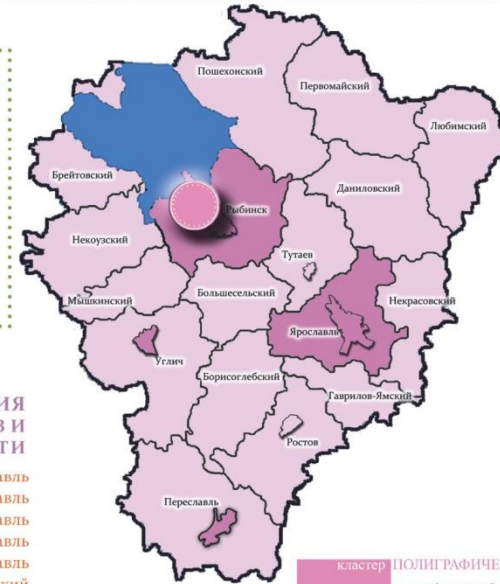 Пошехонский
Первомайский
Любимский
Брейтовский
Даниловский
Рыбинск
Некоузский
Тутаев
Мышкинский
Большесельский
Некрасовский
Ярославль
Углич
Борисоглебский
Гаврилов-Ямский
Ростов
Переславль
кластер ПОЛИГРАФИЧЕ